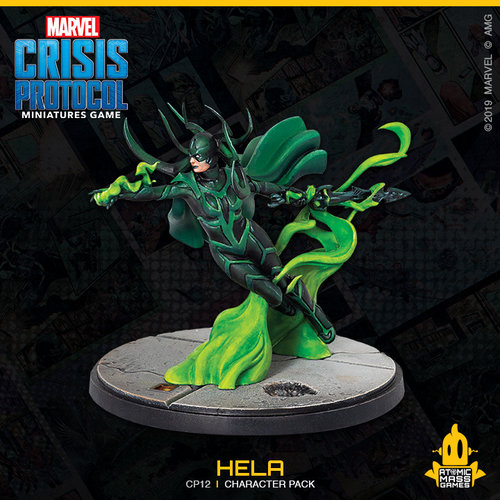 MARVEL
CRISIS
PROTOCOL
MINIATURES GAME
©2019 MARVEL © AMG
HELA
CP12 | CHARACTER PACK
ATOMIC
MASS
GAMES